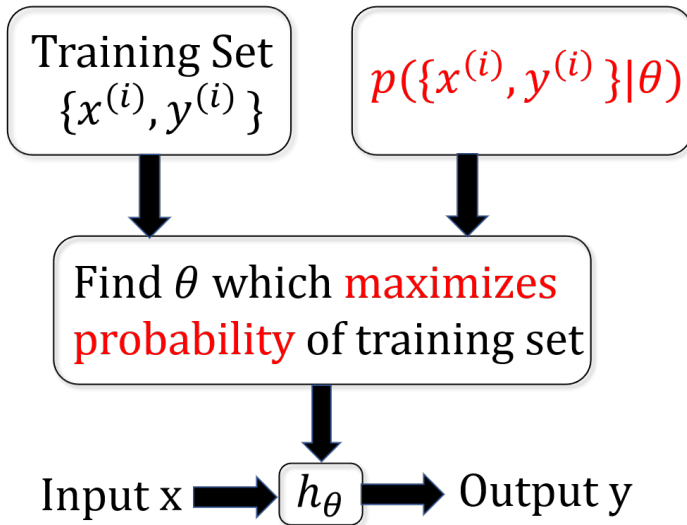 Training Set
{x^{(i)}, y^{(i)} }
p({x^{(i)}, y^{(i)} }|θ)
Find θ which maximizes
probability of training set
Input x
h_θ
Output y